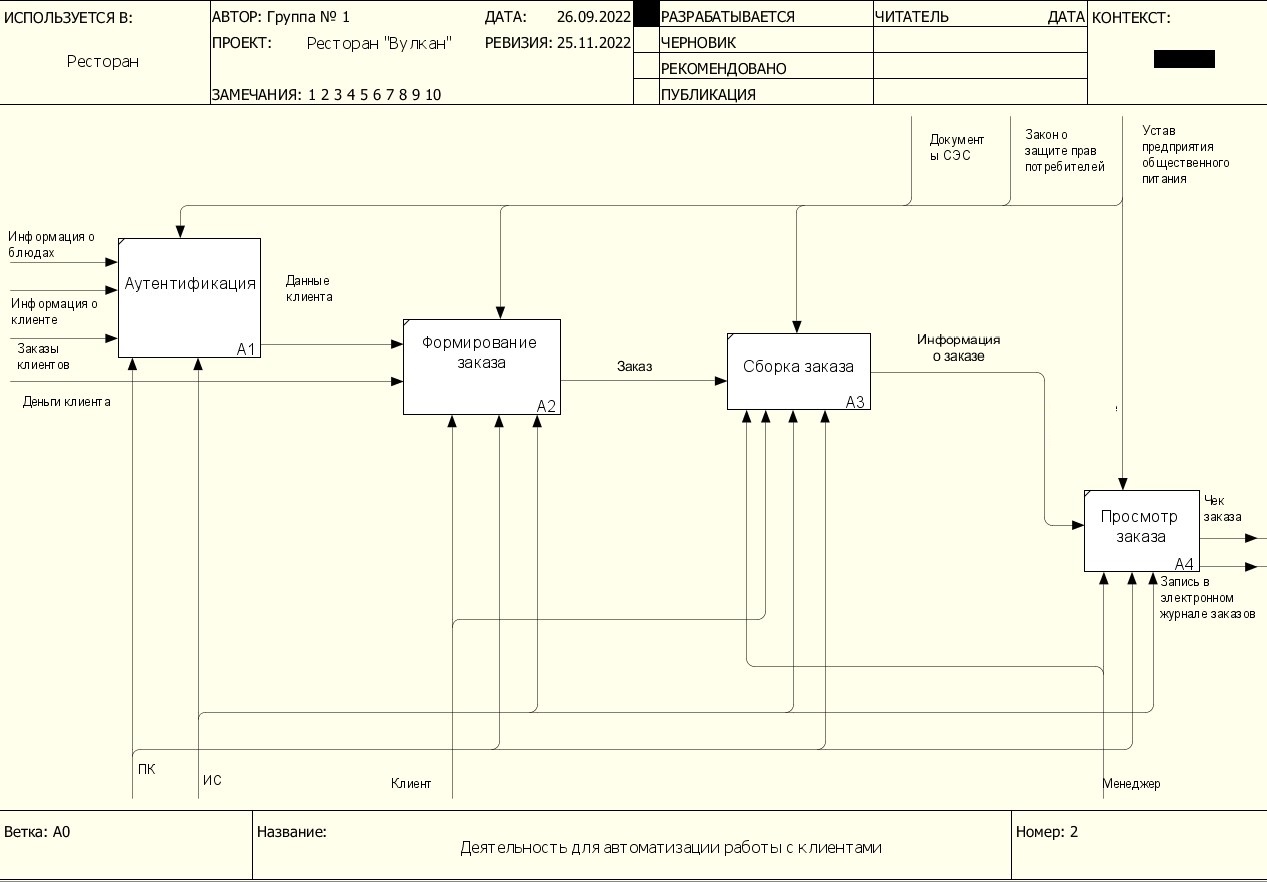 ИСПОЛЬЗУЕТСЯ В:
Ресторан
АВТОР: Группа № 1
ДАТА: 26.09.2022
ПРОЕКТ: Ресторан "Вулкан"
РЕВИЗИЯ: 25.11.2022
ЗАМЕЧАНИЯ: 1 2 3 4 5 6 7 8 9 10
РАЗРАБАТЫВАЕТСЯ
ЧЕРНОВИК
РЕКОМЕНДОВАНО
ПУБЛИКАЦИЯ
ЧИТАТЕЛЬ
ДАТА
КОНТЕКСТ:
Документ
ы СЭС
Закон о
защите прав
потребителей
Устав
предприятия
общественного
питания
Информация о
блюдах
Информация о
клиенте
Заказы
клиентов
Деньги клиента
Аутентификация
A1
Данные
клиента
Формирование
заказа
A2
Заказ
Сборка заказа
A3
Информация
о заказе
Просмотр
заказа
A4
Чек
заказа
Запись в
электронном
журнале заказов
ПК
ИС
Клиент
Менеджер
Ветка: A0
Название:
Деятельность для автоматизации работы с клиентами
Номер: 2